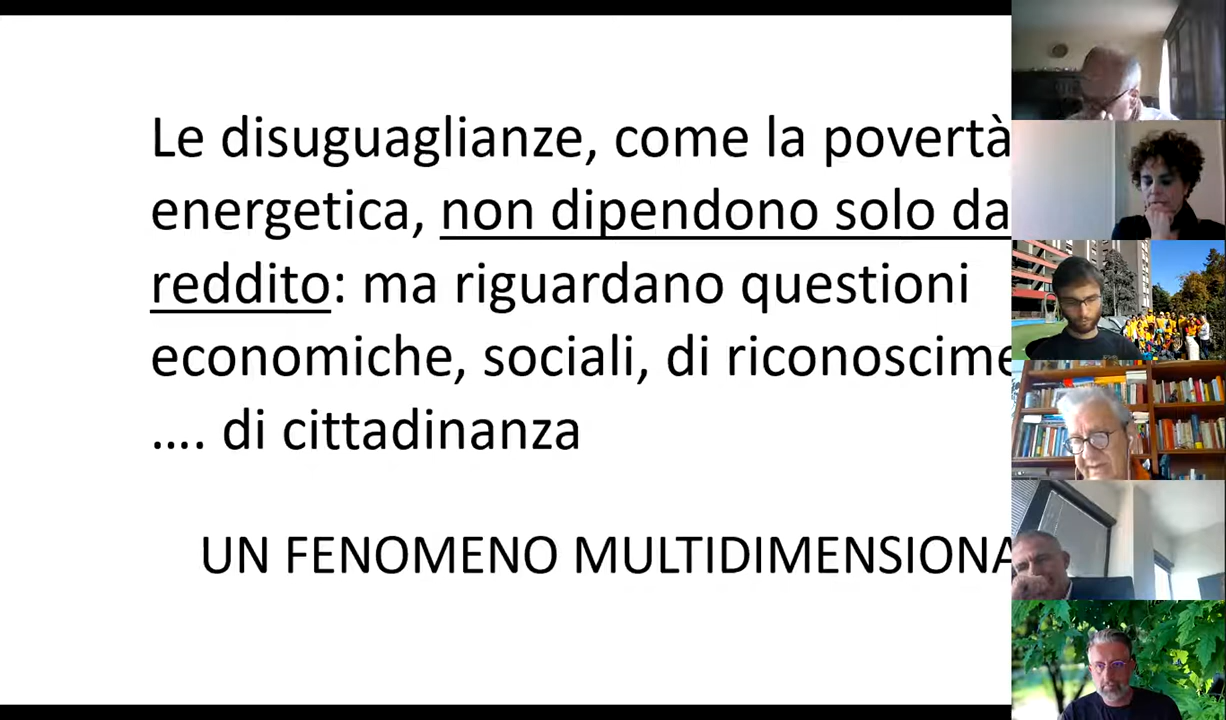 Le disuguaglianze, come la povertà
energetica, non dipendono solo da
reddito: ma riguardano questioni
economiche, sociali, di riconoscime
…. di cittadinanza
UN FENOMENO MULTIDIMENSIONA